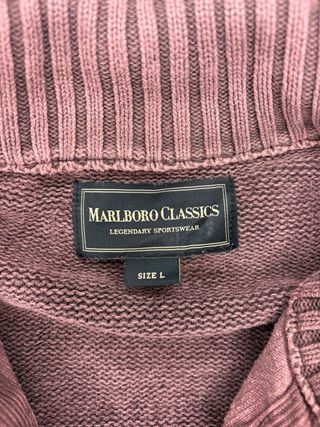 MARLBORO CLASSICS
LEGENDARY SPORTSWEAR
SIZE L